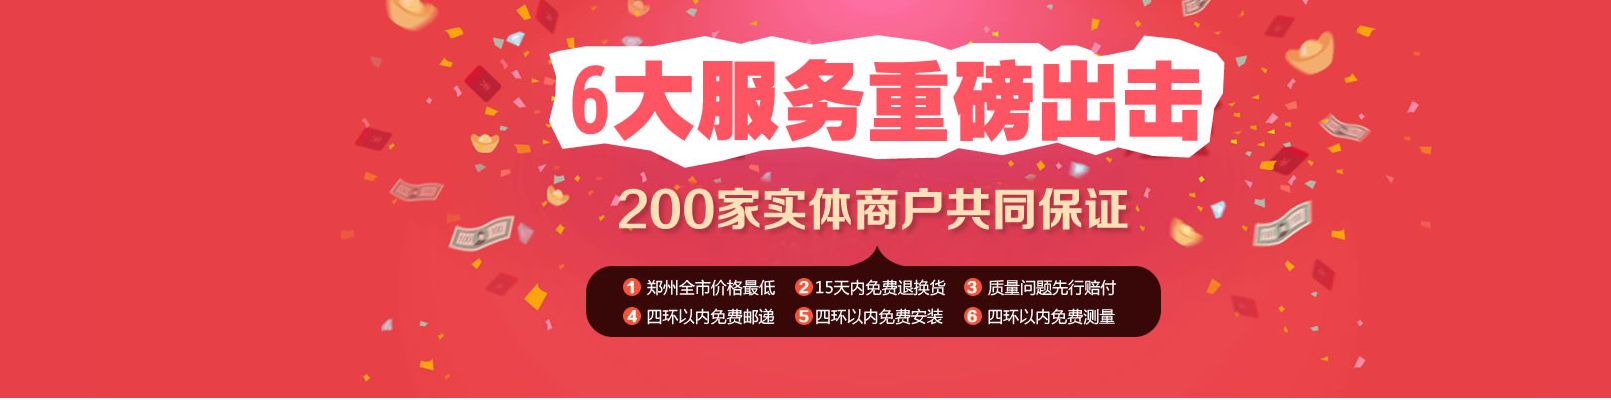 6大服务重磅出击
200家实体商户共同保证
1 郑州全市价格最低 2 15天内免费退换货 3 质量问题先行赔付
4 四环以内免费邮递 5 四环以内免费安装 6 四环以内免费测量